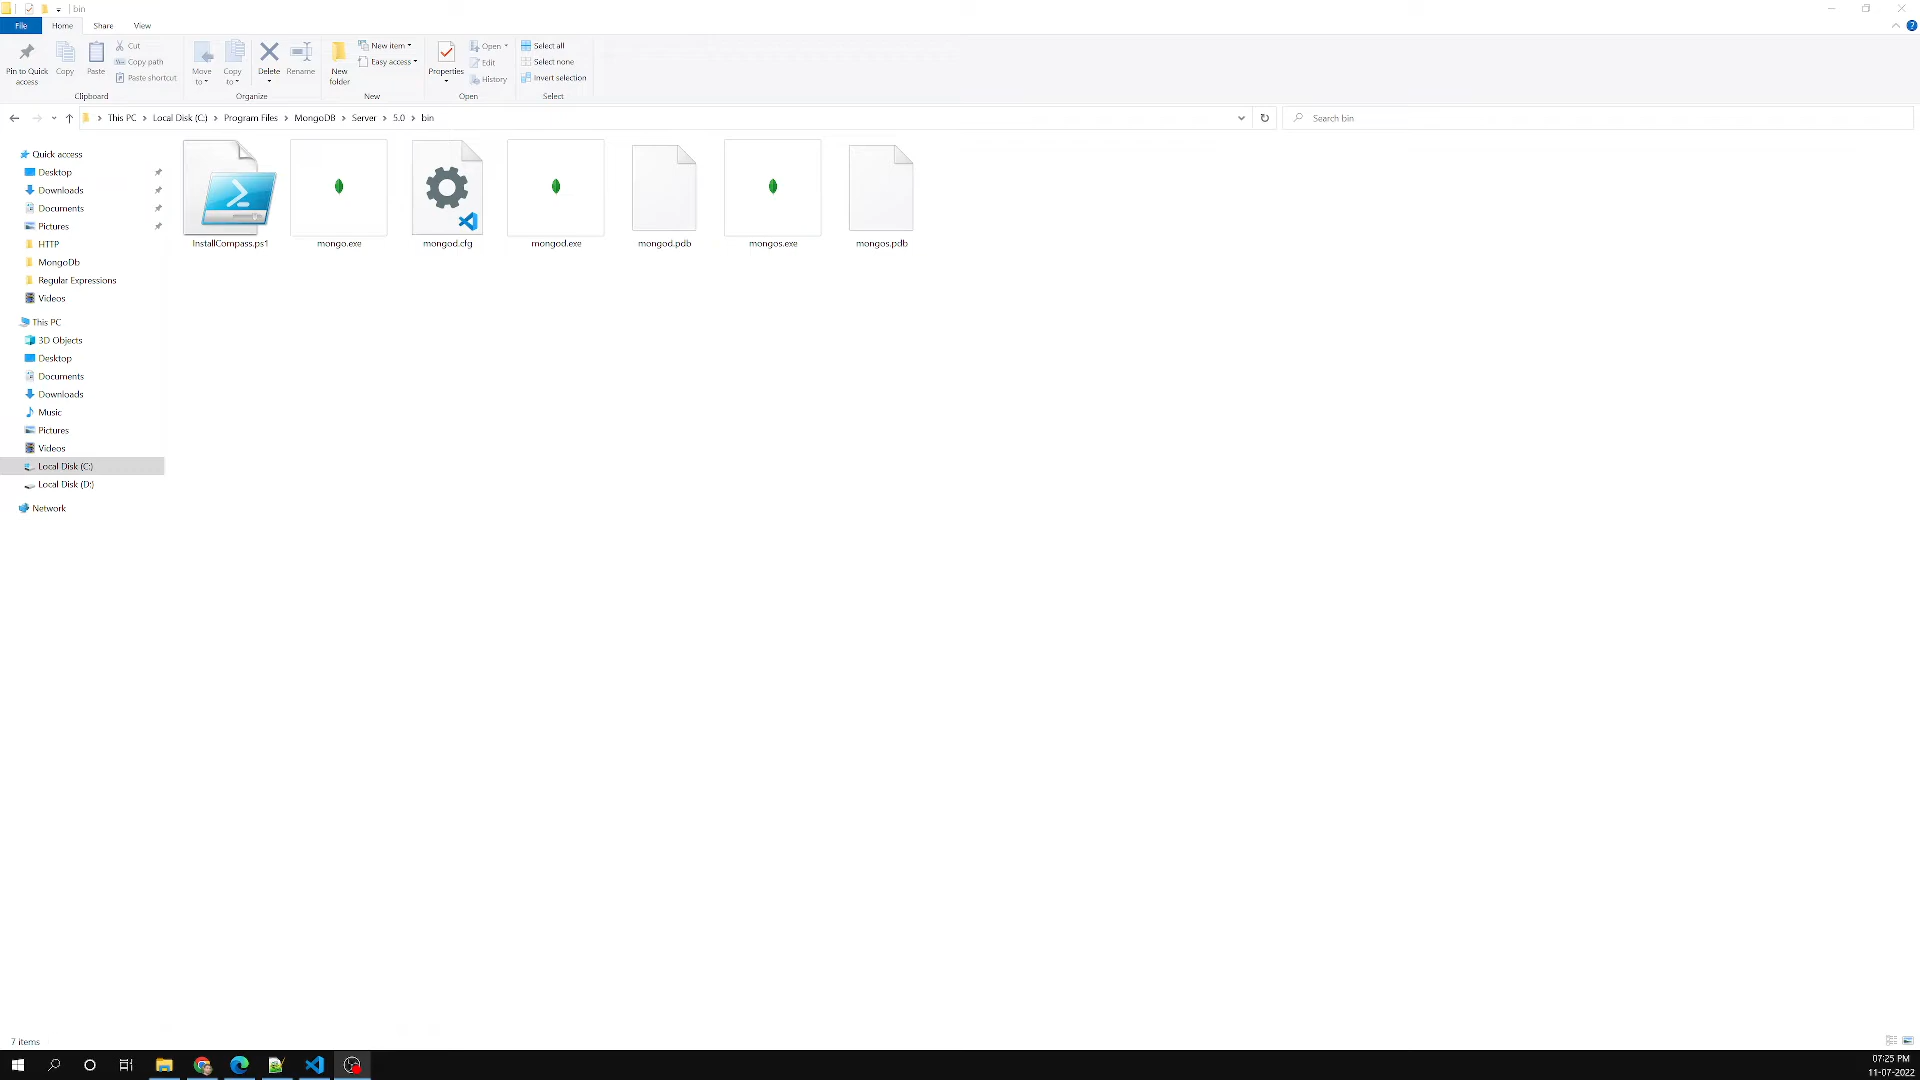 bin
File
Home
Share
View
Pin to Quick access
Copy
Paste
Cut
Copy path
Paste shortcut
Clipboard
Move to
Copy to
Delete
Rename
Organize
New folder
New item
Easy access
New
Properties
Open
Edit
History
Open
Select all
Select none
Invert selection
Select
This PC > Local Disk (C:) > Program Files > MongoDB > Server > 5.0 > bin
Search bin
Quick access
Desktop
Downloads
Documents
Pictures
HTTP
MongoDb
Regular Expressions
Videos
This PC
3D Objects
Desktop
Documents
Downloads
Music
Pictures
Videos
Local Disk (C:)
Local Disk (D:)
Network
InstallCompass.ps1
mongo.exe
mongod.cfg
mongod.exe
mongod.pdb
mongos.exe
mongos.pdb
7 items
07:25 PM
11-07-2022